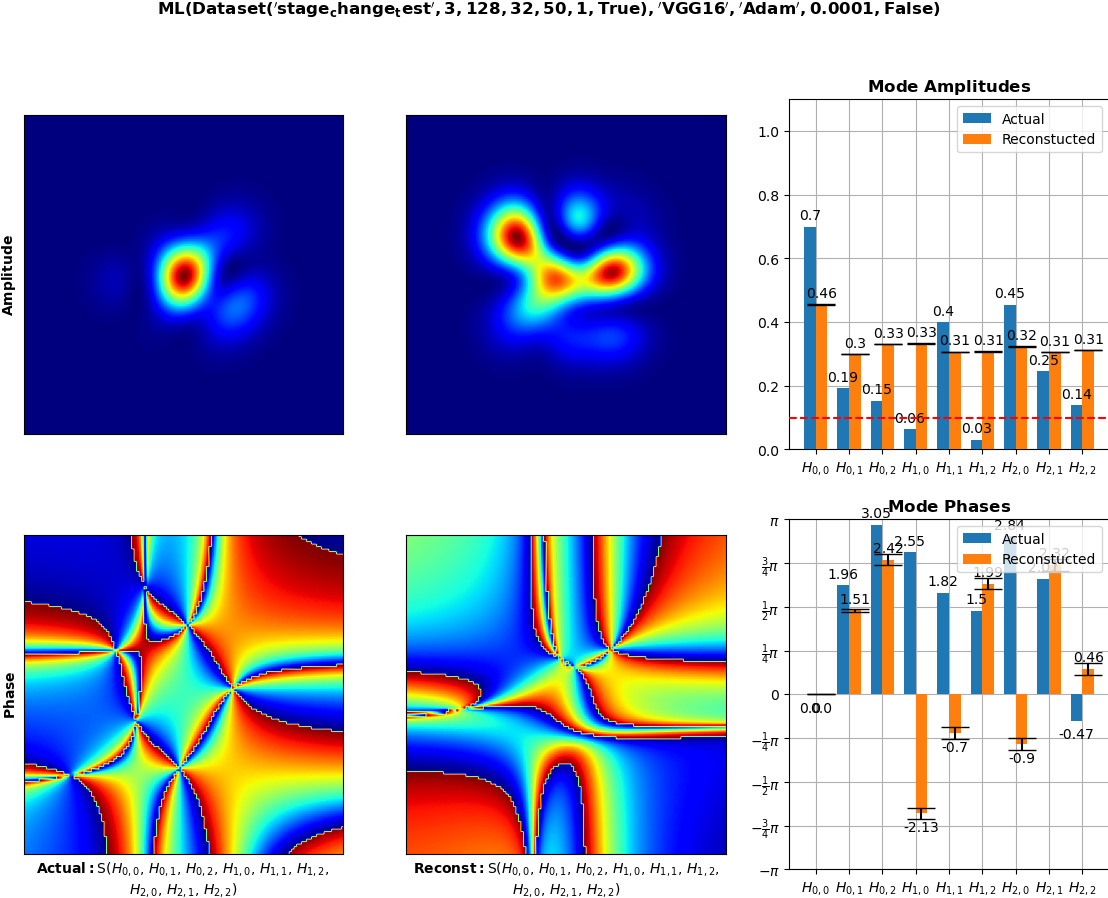 ML(Dataset('stage_change_test', 3, 128, 32, 50, 1, True), 'VGG16', 'Adam', 0.0001, False)
Mode Amplitudes
Amplitude
1.0
0.8
0.6
0.4
0.2
0.0
Actual
Reconstucted
0.7
0.46
0.19
0.3
0.15
0.33
0.06
0.33
0.4
0.31
0.03
0.31
0.45
0.32
0.25
0.31
0.14
0.31
H0,0 H0,1 H0,2 H1,0 H1,1 H1,2 H2,0 H2,1 H2,2
Mode Phases
Phase
π
3/4π
1/2π
1/4π
0
−1/4π
−1/2π
−3/4π
−π
Actual
Reconstucted
0.0
0.0
1.96
1.51
3.05
2.42
2.55
-2.13
1.82
-0.7
1.5
1.99
2.84
-0.9
2.32
-0.47
0.46
H0,0 H0,1 H0,2 H1,0 H1,1 H1,2 H2,0 H2,1 H2,2
Actual: S(H0,0, H0,1, H0,2, H1,0, H1,1, H1,2,
H2,0, H2,1, H2,2)
Reconst: S(H0,0, H0,1, H0,2, H1,0, H1,1, H1,2,
H2,0, H2,1, H2,2)